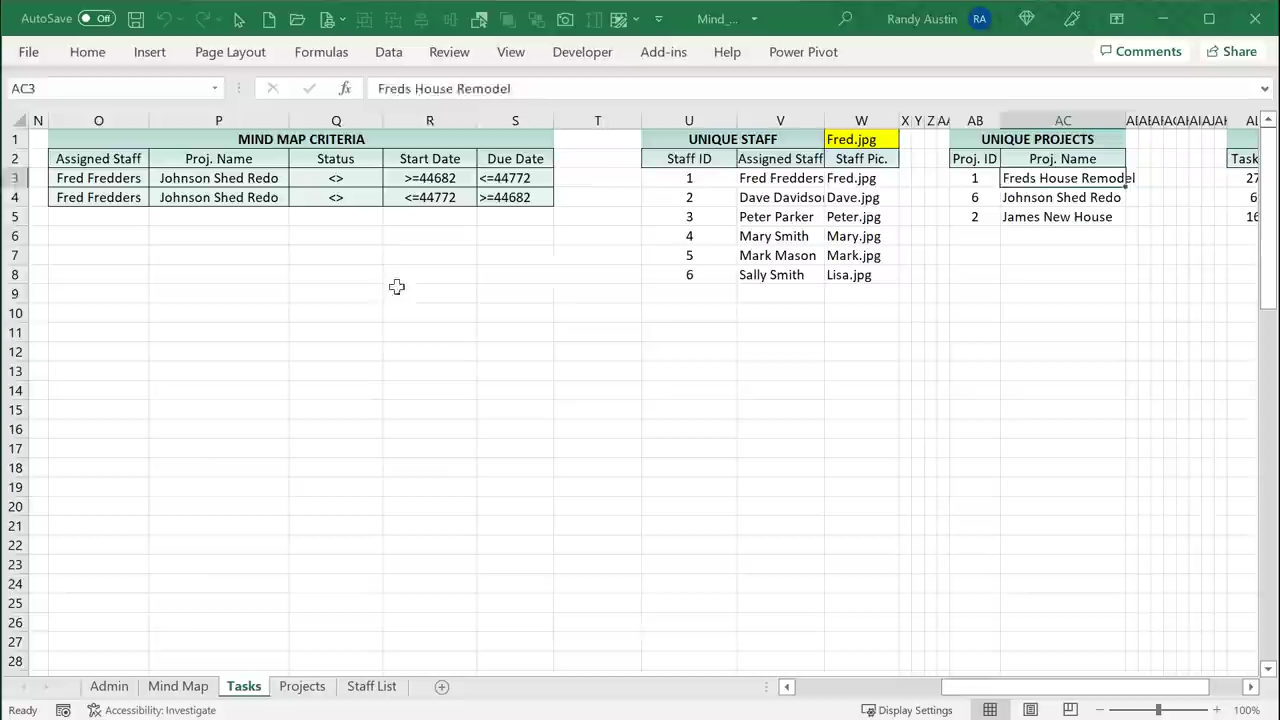 AutoSave Off Mind_... Randy Austin RA
File Home Insert Page Layout Formulas Data Review View Developer Add-ins Help Power Pivot Comments Share
AC3 fx Freds House Remodel
N O P Q R S T U V W X Y Z AB AC
1 MIND MAP CRITERIA UNIQUE STAFF Fred.jpg UNIQUE PROJECTS
2 Assigned Staff Proj. Name Status Start Date Due Date Staff ID Assigned Staff Staff Pic. Proj. ID Proj. Name Task
3 Fred Fredders Johnson Shed Redo <> >=44682 <=44772 1 Fred Fredders Fred.jpg 1 Freds House Remodel 27
4 Fred Fredders Johnson Shed Redo <> <=44772 >=44682 2 Dave Davidson Dave.jpg 6 Johnson Shed Redo 6
5 3 Peter Parker Peter.jpg 2 James New House 16
6 4 Mary Smith Mary.jpg
7 5 Mark Mason Mark.jpg
8 6 Sally Smith Lisa.jpg
9
10
11
12
13
14
15
16
17
18
19
20
21
22
23
24
25
26
27
28
Admin Mind Map Tasks Projects Staff List
Ready Accessibility: Investigate Display Settings 100%